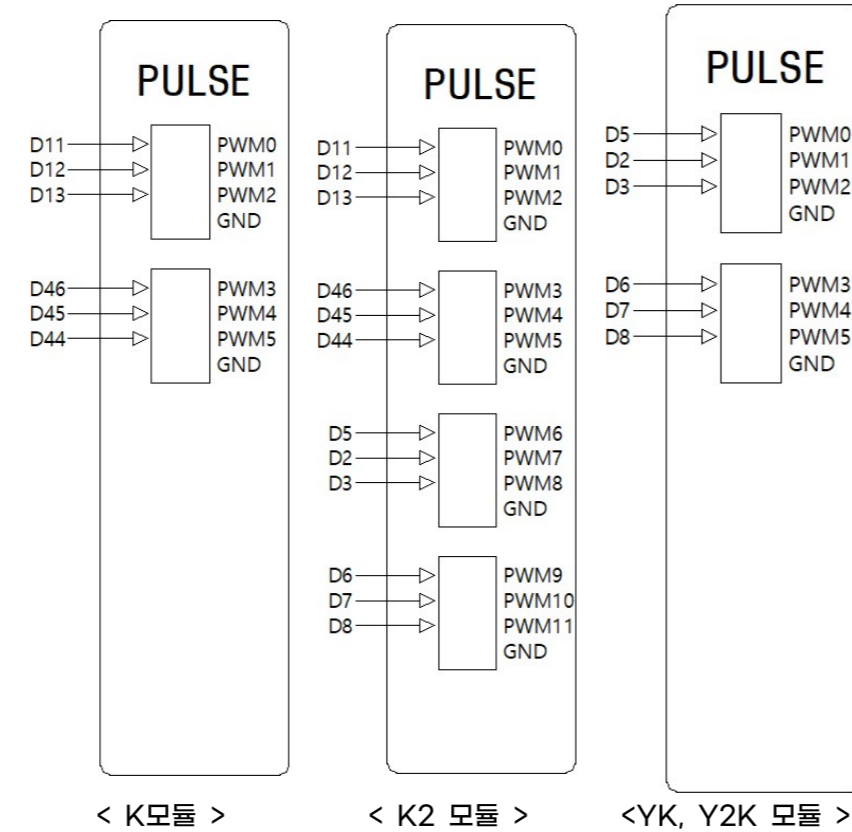 PULSE
D11 PWM0
D12 PWM1
D13 PWM2
GND
D46 PWM3
D45 PWM4
D44 PWM5
GND
< K모듈 >
PULSE
D11 PWM0
D12 PWM1
D13 PWM2
GND
D46 PWM3
D45 PWM4
D44 PWM5
GND
D5 PWM6
D2 PWM7
D3 PWM8
GND
D6 PWM9
D7 PWM10
D8 PWM11
GND
< K2 모듈 >
PULSE
D5 PWM0
D2 PWM1
D3 PWM2
GND
D6 PWM3
D7 PWM4
D8 PWM5
GND
<YK, Y2K 모듈 >